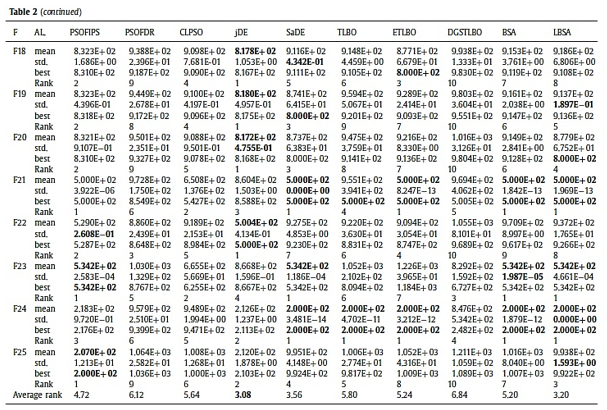 Table 2 (continued)
F AL. PSOFIPS PSOFDR CLPSO jDE SaDE TLBO ETLBO DGSTLBO BSA LBSA
F18 mean 8,323E+02 9,388E+02 9,098E+02 8.178E+02 9,116E+02 9,148E+02 8,771E+02 9,938E+02 9,153E+02 9,186E+02
std. 1,686E+00 2,396E+01 7,681E-01 1,053E+00 4.342E-01 4,459E+00 6,679E+01 1,333E+01 3,761E+00 6,806E+00
best 8,310E+02 9,187E+02 9,090E+02 8,167E+02 9,115E+02 9,105E+02 8,000E+02 9,830E+02 9,119E+02 9,108E+02
Rank 2 9 4 1 5 6 3 10 7 8
F19 mean 8,323E+02 9,449E+02 9,100E+02 8.180E+02 8,741E+02 9,594E+02 9,289E+02 9,803E+02 9,161E+02 9,137E+02
std. 4,396E-01 2,678E+01 4,197E-01 4,957E-01 6,415E+01 5,067E+01 2,414E+01 3,604E+01 2,038E+00 1,897E-01
best 8,318E+02 9,172E+02 9,096E+02 8,175E+02 8,000E+02 9,201E+02 9,093E+02 9,551E+02 9,147E+02 9,136E+02
Rank 2 8 4 1 3 9 7 10 6 5
F20 mean 8,321E+02 9,501E+02 9,088E+02 8.172E+02 8,737E+02 9,475E+02 9,216E+02 1,016E+03 9,149E+02 8,779E+02
std. 9,107E-01 2,351E+01 9,501E-01 4.755E-01 6,383E+01 3,759E+01 8,330E+00 3,126E+01 2,841E+00 6,752E+01
best 8,310E+02 9,327E+02 9,078E+02 8,168E+02 8,000E+02 9,141E+02 9,136E+02 9,804E+02 9,128E+02 8,000E+02
Rank 2 9 5 1 3 8 7 10 6 4
F21 mean 5,000E+02 9,728E+02 6,508E+02 8,604E+02 5,000E+02 9,551E+02 5,000E+02 9,694E+02 5,000E+02 5,000E+02
std. 3,922E-06 1,750E+02 1,376E+02 1,503E+00 0,000E+00 3,941E+02 8,247E-13 4,062E+02 1,842E-13 1,969E-13
best 5,000E+02 8,549E+02 5,427E+02 8,588E+02 5,000E+02 5,000E+02 5,000E+02 5,005E+02 5,000E+02 5,000E+02
Rank 1 6 2 3 1 4 1 5 1 1
F22 mean 5,290E+02 8,860E+02 9,189E+02 5,004E+02 9,275E+02 9,220E+02 9,094E+02 1,055E+03 9,709E+02 9,372E+02
std. 2,608E-01 2,439E+01 2,153E+01 4,134E-01 4,853E+00 3,630E+01 3,054E+01 8,101E+01 8,997E+00 1,765E+01
best 5,287E+02 8,648E+02 8,984E+02 5,000E+02 9,230E+02 8,831E+02 8,747E+02 9,689E+02 9,617E+02 9,266E+02
Rank 2 3 5 1 7 6 4 10 9 8
F23 mean 5.342E+02 1,030E+03 6,655E+02 8,668E+02 5.342E+02 1,052E+03 1,226E+03 8,292E+02 5.342E+02 5.342E+02
std. 2,583E-04 1,329E+02 5,669E+01 1,596E-01 1,186E-04 2,102E+02 3,965E+01 1,592E+02 1.987E-05 4,661E-04
best 5.342E+02 8,767E+02 6,255E+02 8,667E+02 5,342E+02 8,094E+02 1,184E+03 6,727E+02 5,342E+02 5,342E+02
Rank 1 5 2 4 1 6 7 3 1 1
F24 mean 2,183E+02 9,579E+02 9,489E+02 2,126E+02 2,000E+02 2,000E+02 2,000E+02 8,476E+02 2,000E+02 2,000E+02
std. 9,720E-01 2,510E+01 1,994E+00 1,237E+00 3,481E-14 4,702E-11 3,212E-12 5,342E+02 1,879E-12 0,000E+00
best 2,176E+02 9,399E+02 9,471E+02 2,113E+02 2,000E+02 2,000E+02 2,000E+02 2,482E+02 2,000E+02 2,000E+02
Rank 3 6 5 2 1 1 1 4 1 1
F25 mean 2.070E+02 1,064E+03 1,008E+03 2,120E+02 9,951E+02 1,006E+03 1,052E+03 1,211E+03 1,016E+03 9,938E+02
std. 1,213E+01 2,582E+01 1,268E+01 1,878E+00 4,148E-01 2,774E+01 4,316E+01 1,059E+02 8,040E+00 1.593E+00
best 2.000E+02 1,036E+03 1,000E+03 2,103E+02 9,924E+02 9,817E+02 1,009E+03 1,089E+03 1,007E+03 9,922E+02
Rank 1 9 6 2 4 5 8 10 7 3
Average rank 4.72 6.12 5.64 3.08 3.56 5.80 5.24 6.84 5.20 3.20